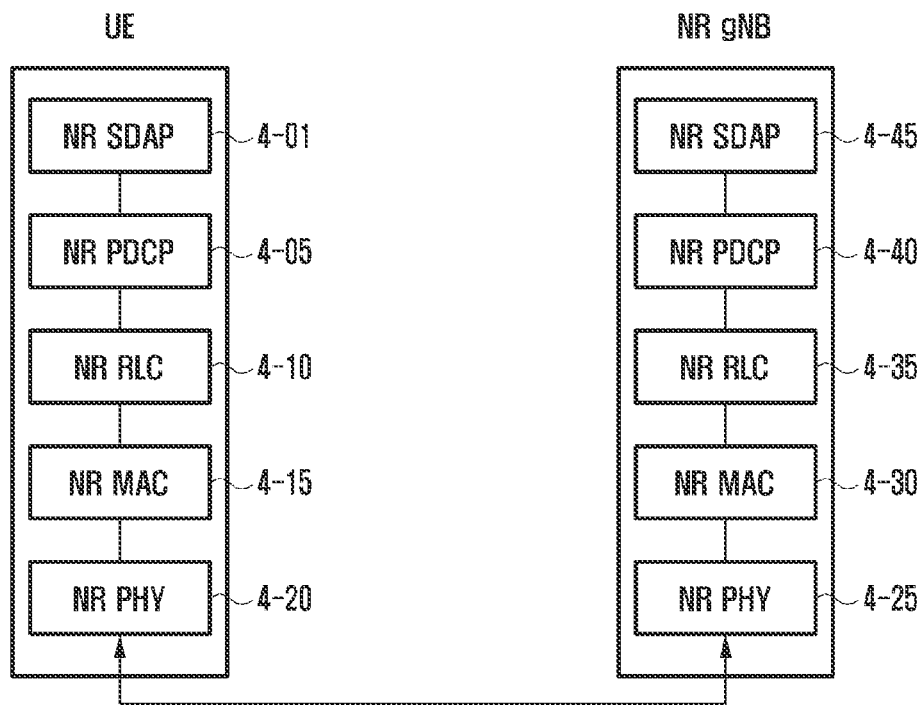 UE
NR SDAP 4-01
NR PDCP 4-05
NR RLC 4-10
NR MAC 4-15
NR PHY 4-20
NR gNB
NR SDAP 4-45
NR PDCP 4-40
NR RLC 4-35
NR MAC 4-30
NR PHY 4-25